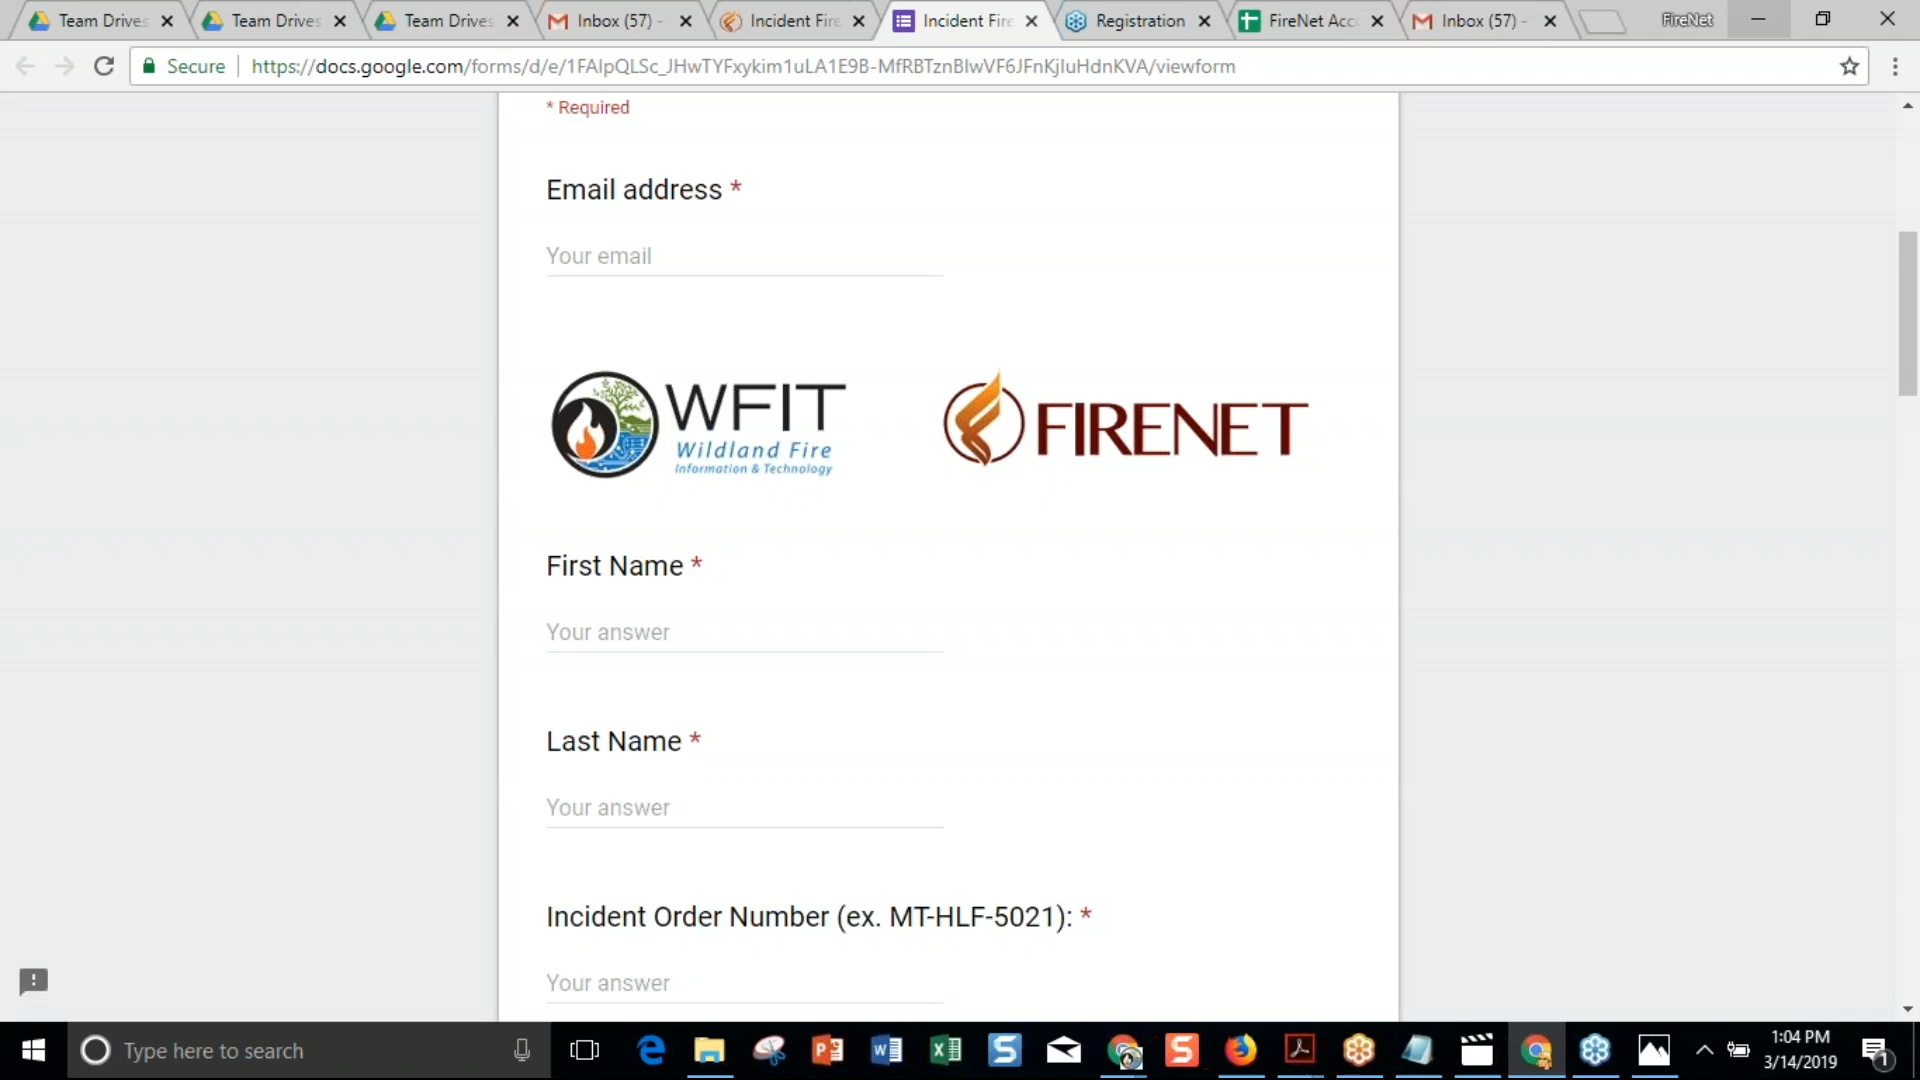 Team Drives
Team Drives
Team Drives
Inbox (57) -
Incident Fire
Incident Fire
Registration
FireNet Acc
Inbox (57) -
FireNet
Secure
https://docs.google.com/forms/d/e/1FAIpQLSc_JHwTYFxykim1uLA1E9B-MfRBTznBlwVF6JFnKjluHdnKVA/viewform
* Required
Email address *
Your email
WFIT
Wildland Fire
Information & Technology
FIRENET
First Name *
Your answer
Last Name *
Your answer
Incident Order Number (ex. MT-HLF-5021): *
Your answer
Type here to search
1:04 PM
3/14/2019
1